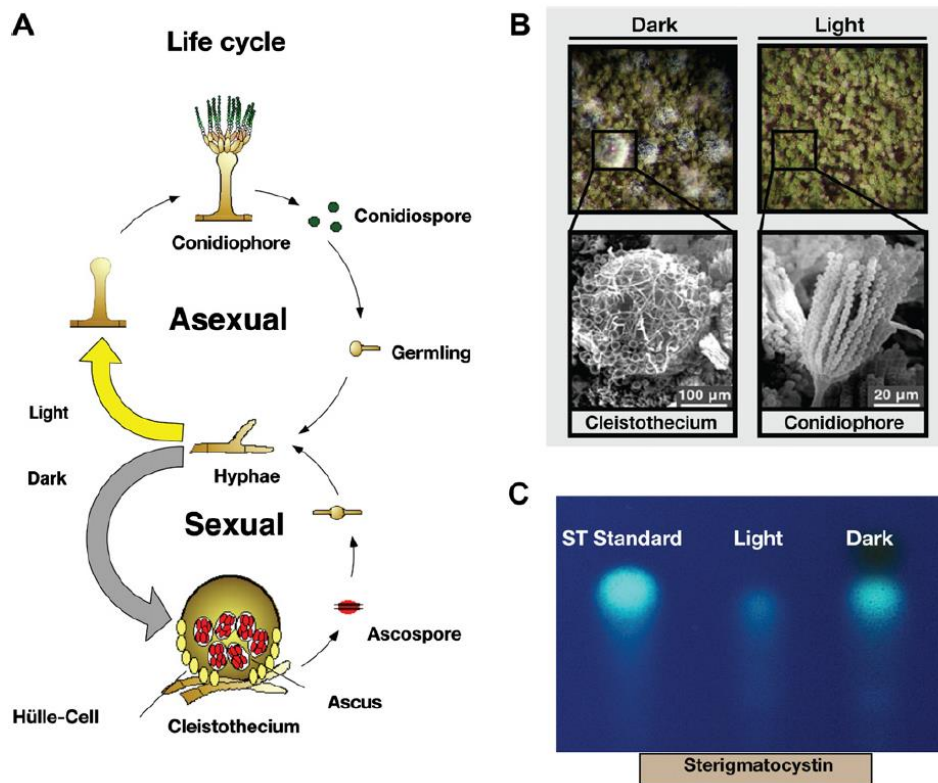 A
Life cycle
Conidiophore
Conidiospore
Asexual
Germling
Light
Dark
Hyphae
Sexual
Ascospore
Ascus
Hülle-Cell
Cleistothecium
B
Dark
Light
100 µm
Cleistothecium
20 µm
Conidiophore
C
ST Standard
Light
Dark
Sterigmatocystin